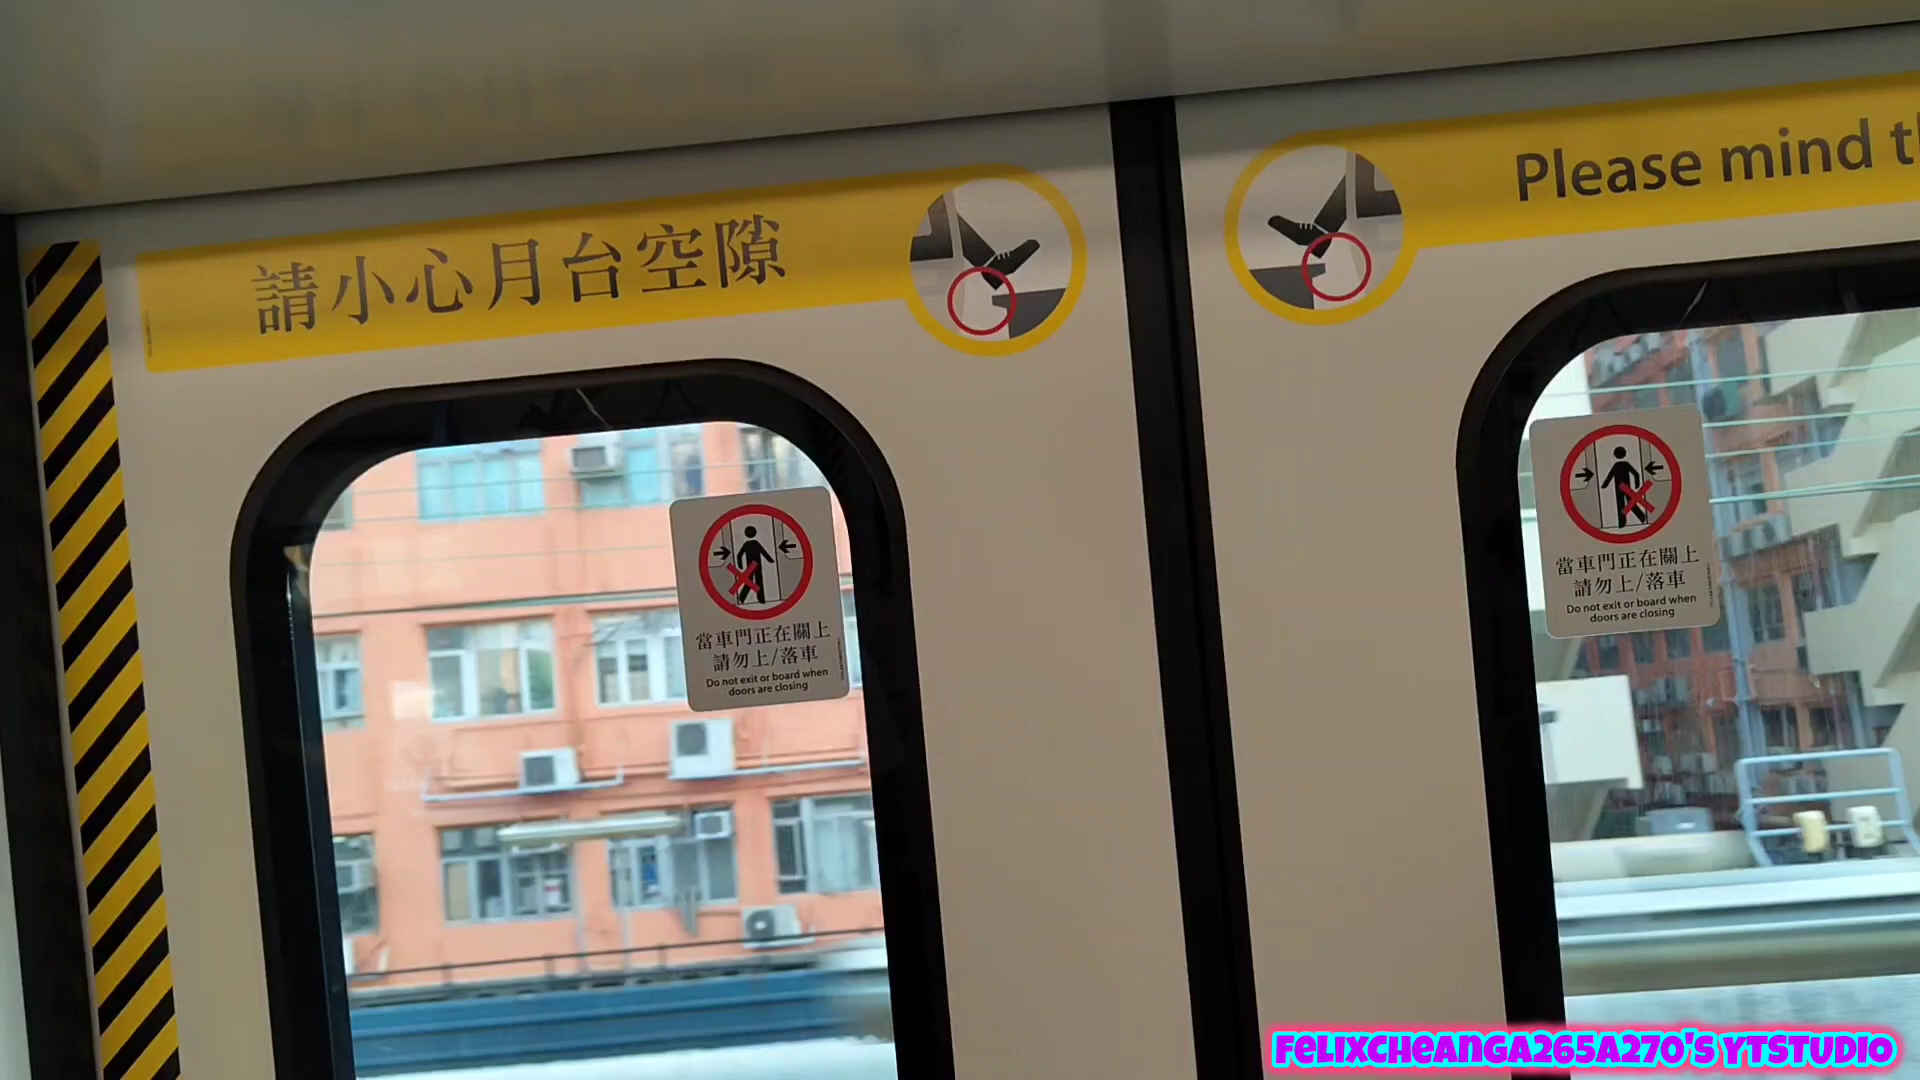 請小心月台空隙
Please mind
當車門正在關上
請勿上/落車
Do not exit or board when
doors are closing
當車門正在關上
請勿上/落車
Do not exit or board when
doors are closing
FelixCheangA265A270's YTStudio